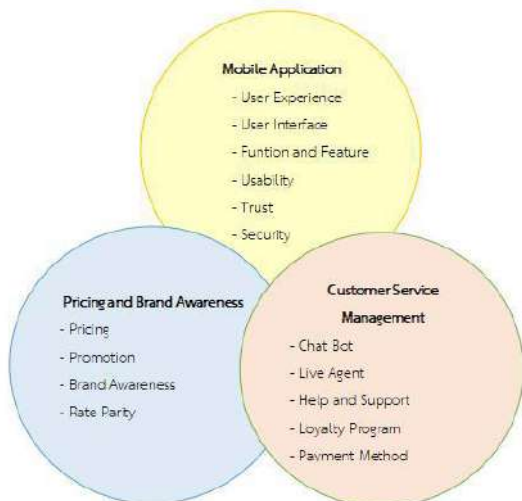 Mobile Application
- User Experience
- User Interface
- Funtion and Feature
- Usability
- Trust
- Security
Pricing and Brand Awareness
- Pricing
- Promotion
- Brand Awareness
- Rate Parity
Customer Service
Management
- Chat Bot
- Live Agent
- Help and Support
- Loyalty Program
- Payment Method